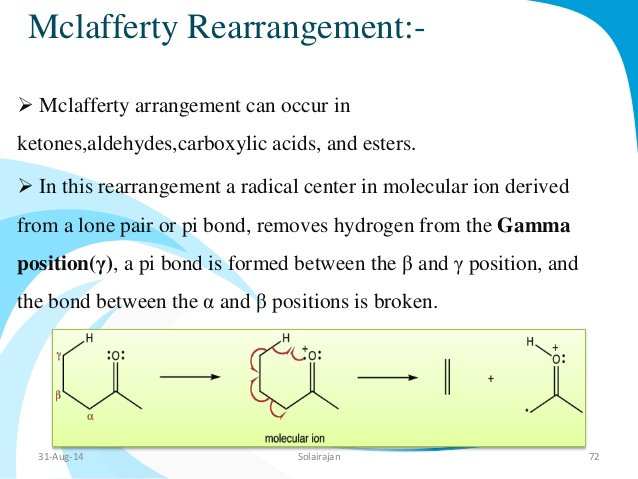 Mclafferty Rearrangement:-
➢ Mclafferty arrangement can occur in
ketones,aldehydes,carboxylic acids, and esters.
➢ In this rearrangement a radical center in molecular ion derived
from a lone pair or pi bond, removes hydrogen from the Gamma
position(γ), a pi bond is formed between the β and γ position, and
the bond between the α and β positions is broken.
H
γ
:O:
β
α
H
+
·O:
molecular ion
+
H
+
O:
31-Aug-14
Solairajan
72